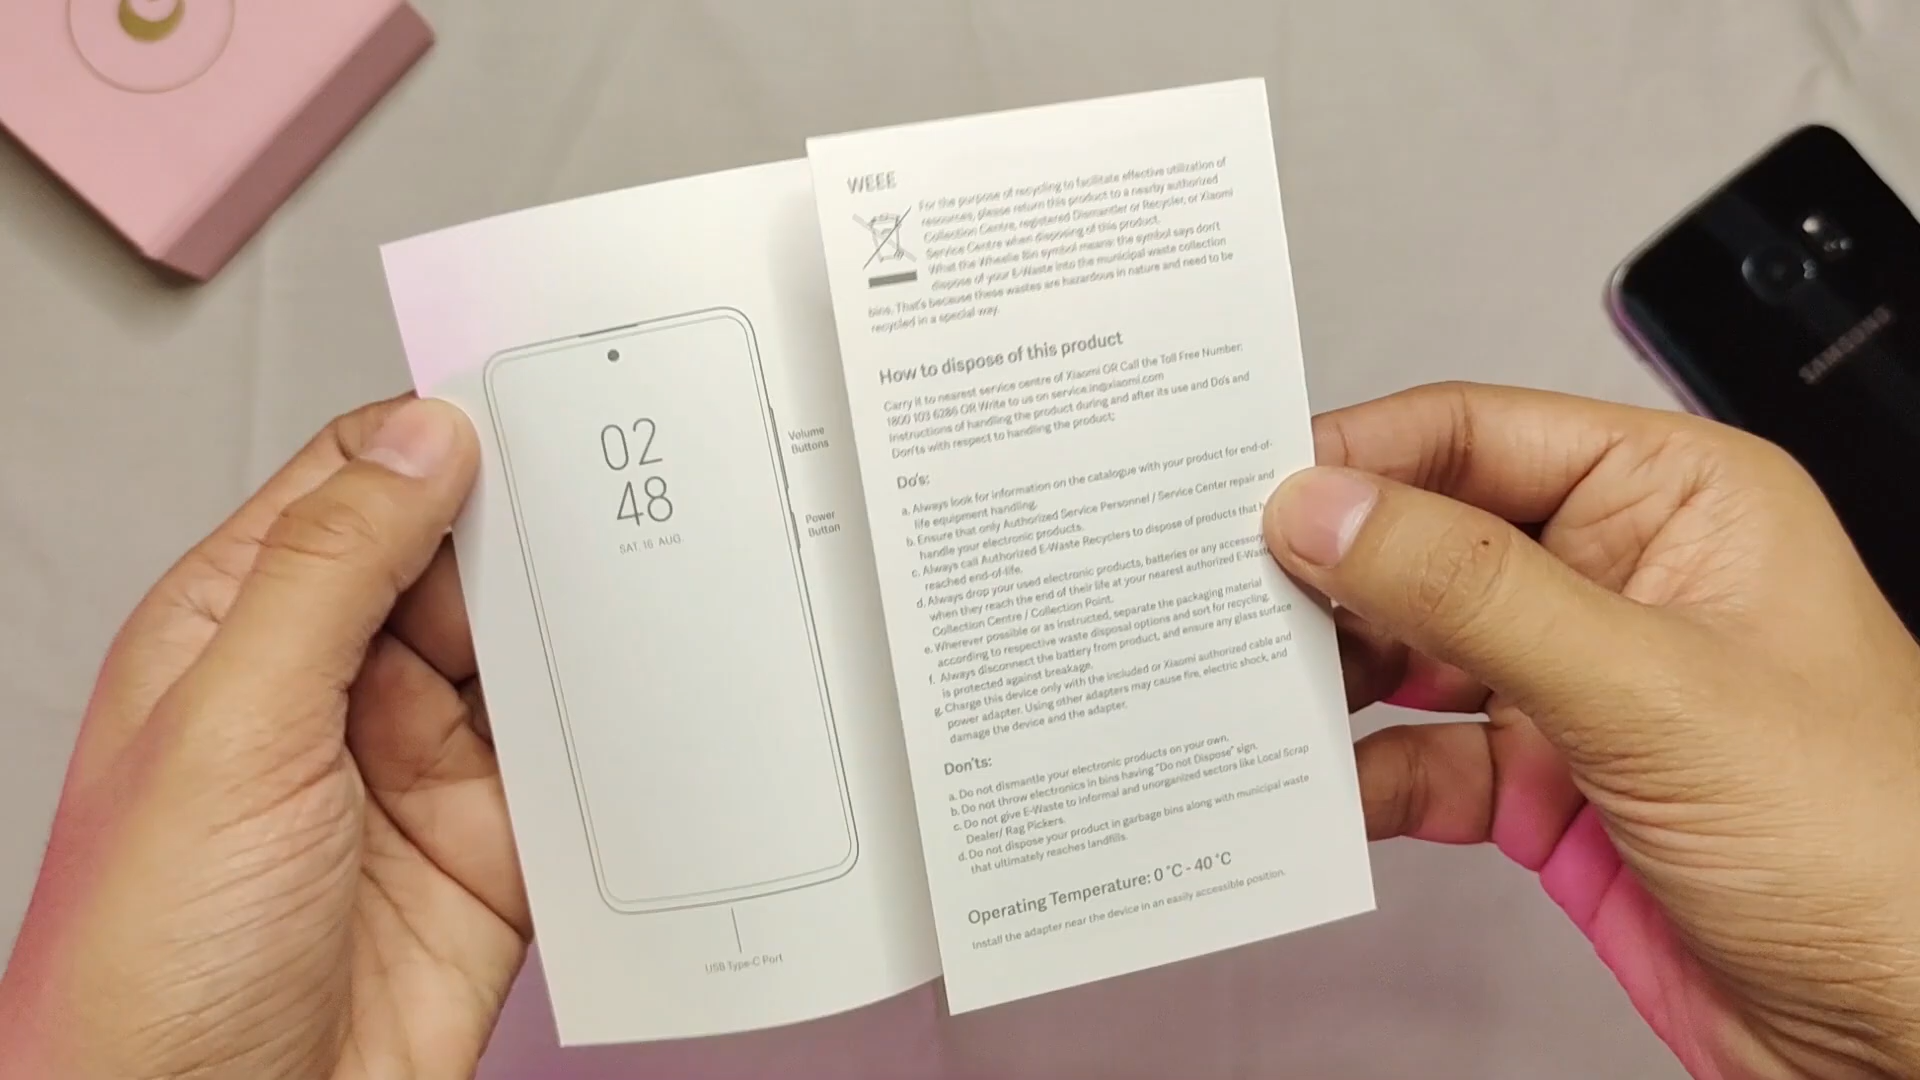 02
48
SAT, 16 AUG.
Volume
Buttons
Power
Button
USB Type-C Port
WEEE
For the purpose of recycling to facilitate effective utilization of
resources, please return this product to a nearby authorized
Collection Centre, registered Dismantler or Recycler, or Xiaomi
Service Centre when disposing of this product.
What the Wheelie Bin symbol means: the symbol says don't
dispose of your E-Waste into the municipal waste collection
bins. That's because these wastes are hazardous in nature and need to be
recycled in a special way.
How to dispose of this product
Carry it to nearest service centre of Xiaomi OR Call the Toll Free Number:
1800 103 6286 OR Write to us on service.in@xiaomi.com
Instructions of handling the product during and after its use and Do's and
Don'ts with respect to handling the product;
Do's:
a. Always look for information on the catalogue with your product for end-of-
life equipment handling.
b. Ensure that only Authorized Service Personnel / Service Center repair and
handle your electronic products.
c. Always call Authorized E-Waste Recyclers to dispose of products that
reached end-of-life.
d. Always drop your used electronic products, batteries or any accessory
when they reach the end of their life at your nearest authorized E-Waste
Collection Centre / Collection Point.
e. Wherever possible or as instructed, separate the packaging material
according to respective waste disposal options and sort for recycling.
f. Always disconnect the battery from product, and ensure any glass surface
is protected against breakage.
g. Charge this device only with the included or Xiaomi authorized cable and
power adapter. Using other adapters may cause fire, electric shock, and
damage the device and the adapter.
Don'ts:
a. Do not dismantle your electronic products on your own.
b. Do not throw electronics in bins having "Do not Dispose" sign.
c. Do not give E-Waste to informal and unorganized sectors like Local Scrap
Dealer/ Rag Pickers.
d. Do not dispose your product in garbage bins along with municipal waste
that ultimately reaches landfills.
Operating Temperature: 0 °C - 40 °C
Install the adapter near the device in an easily accessible position.
SAMSUNG